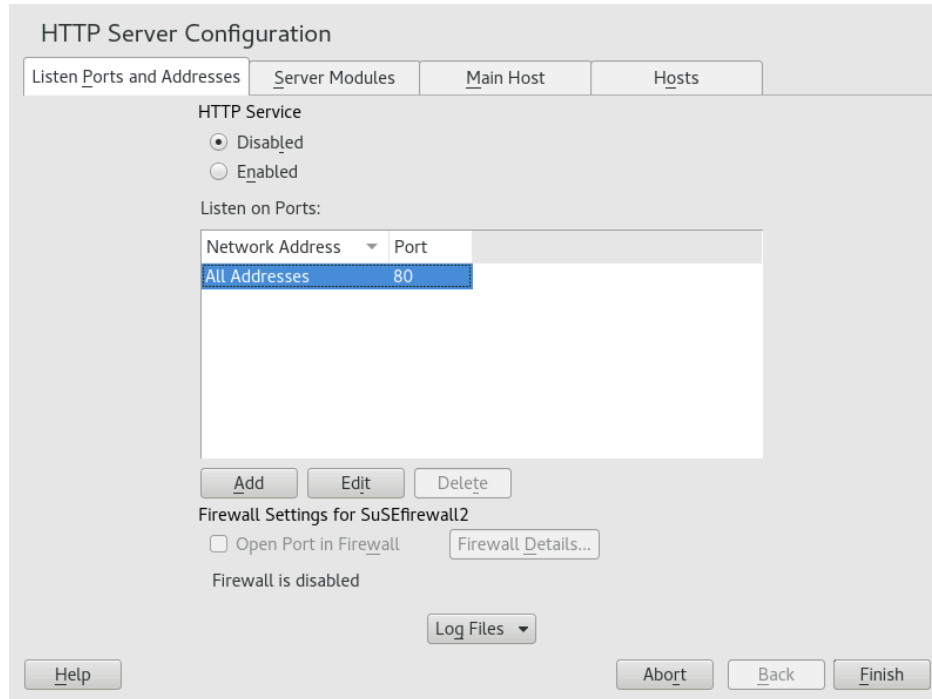 HTTP Server Configuration
Listen Ports and Addresses Server Modules Main Host Hosts
HTTP Service
Disabled
Enabled
Listen on Ports:
Network Address Port
All Addresses 80
Add Edit Delete
Firewall Settings for SuSEfirewall2
Open Port in Firewall Firewall Details...
Firewall is disabled
Log Files
Help Abort Back Finish